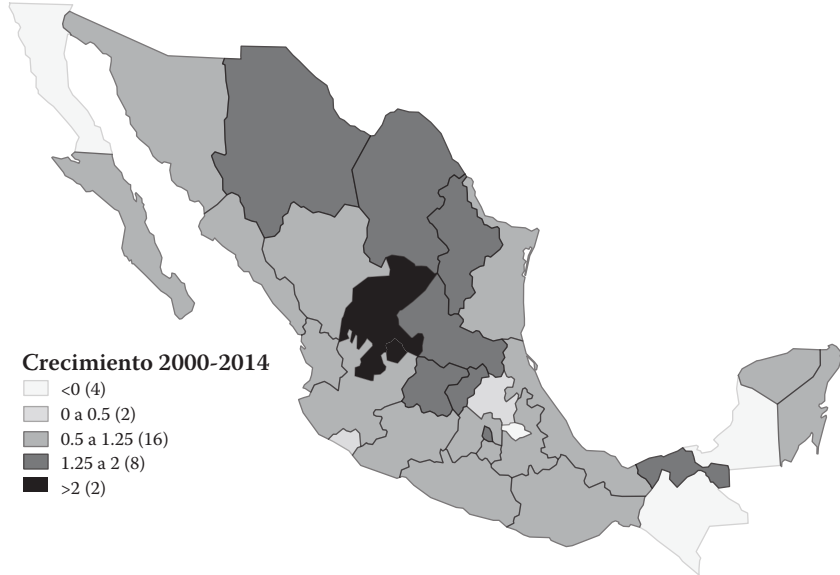 Crecimiento 2000-2014
<0 (4)
0 a 0.5 (2)
0.5 a 1.25 (16)
1.25 a 2 (8)
>2 (2)